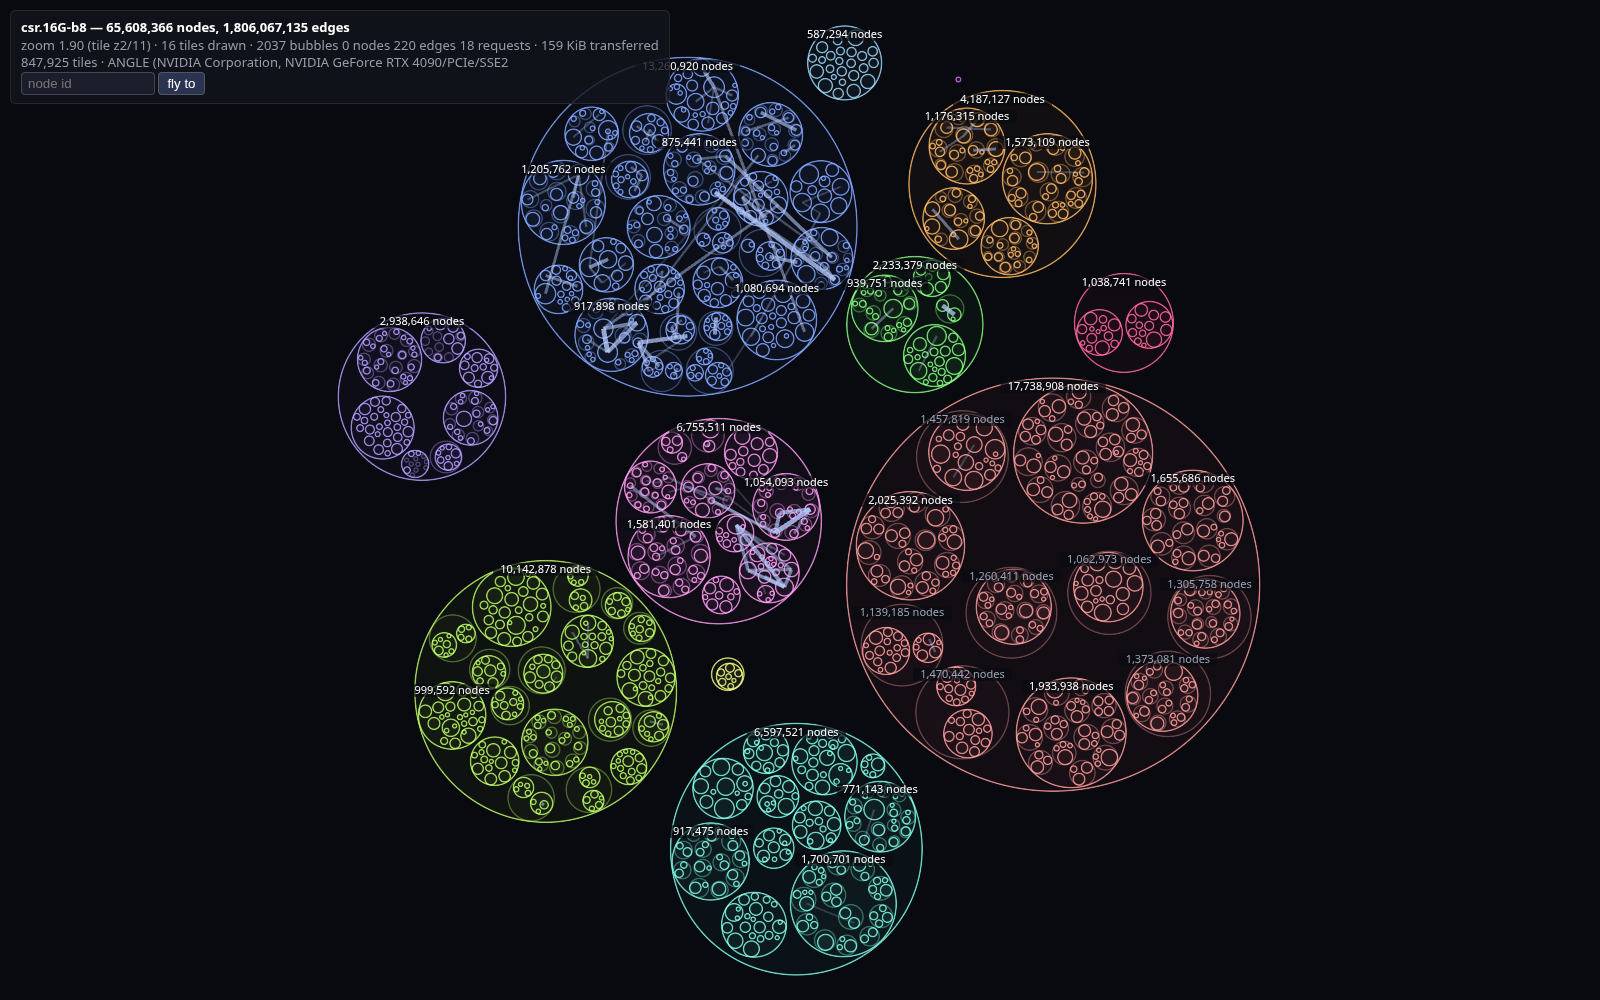 csr.16G-b8 — 65,608,366 nodes, 1,806,067,135 edges
zoom 1.90 (tile z2/11) · 16 tiles drawn · 2037 bubbles 0 nodes 220 edges 18 requests · 159 KiB transferred
847,925 tiles · ANGLE (NVIDIA Corporation, NVIDIA GeForce RTX 4090/PCIe/SSE2
node id
fly to
587,294 nodes
nodes
4,187,127 nodes
1,176,315 nodes
1,573,109 nodes
875,441 nodes
1,205,762 nodes
2,233,379 nodes
939,751 nodes
1,038,741 nodes
1,080,694 nodes
917,898 nodes
2,938,646 nodes
17,738,908 nodes
1,457,819 nodes
6,755,511 nodes
1,054,093 nodes
1,655,686 nodes
2,025,392 nodes
1,581,401 nodes
1,062,973 nodes
10,142,878 nodes
1,260,411 nodes
1,305,758 nodes
1,139,185 nodes
1,373,081 nodes
1,470,442 nodes
1,933,938 nodes
999,592 nodes
6,597,521 nodes
771,143 nodes
917,475 nodes
1,700,701 nodes